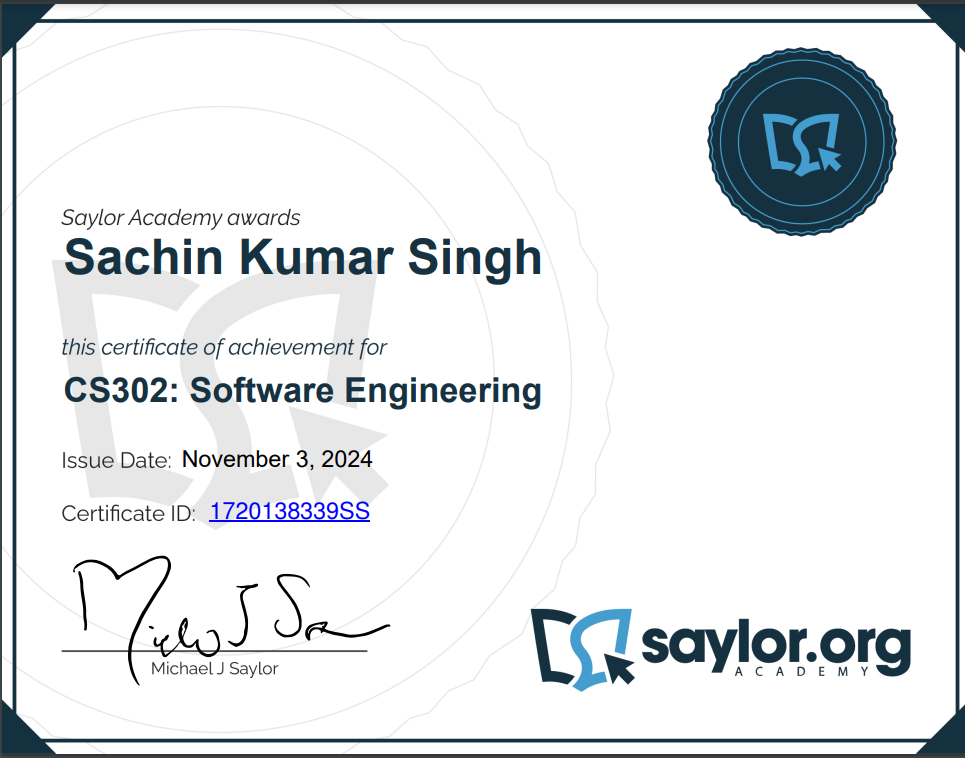 Saylor Academy awards
Sachin Kumar Singh
this certificate of achievement for
CS302: Software Engineering
Issue Date: November 3, 2024
Certificate ID: 1720138339SS
Michael J Saylor
saylor.org
ACADEMY